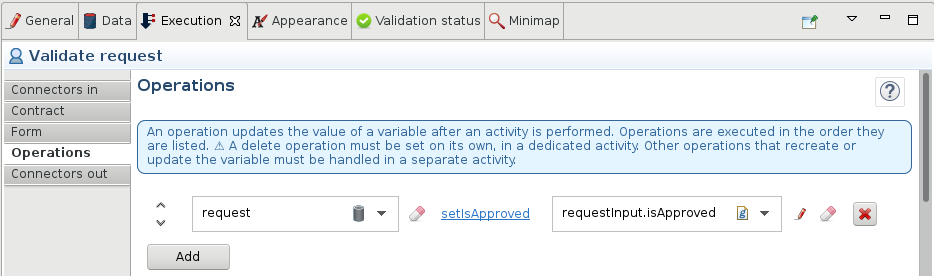 General Data Execution Appearance Validation status Minimap
Validate request
Connectors in
Contract
Form
Operations
Connectors out
Operations
?
An operation updates the value of a variable after an activity is performed. Operations are executed in the order they
are listed. ⚠ A delete operation must be set on its own, in a dedicated activity. Other operations that recreate or
update the variable must be handled in a separate activity.
request setIsApproved requestInput.isApproved
Add